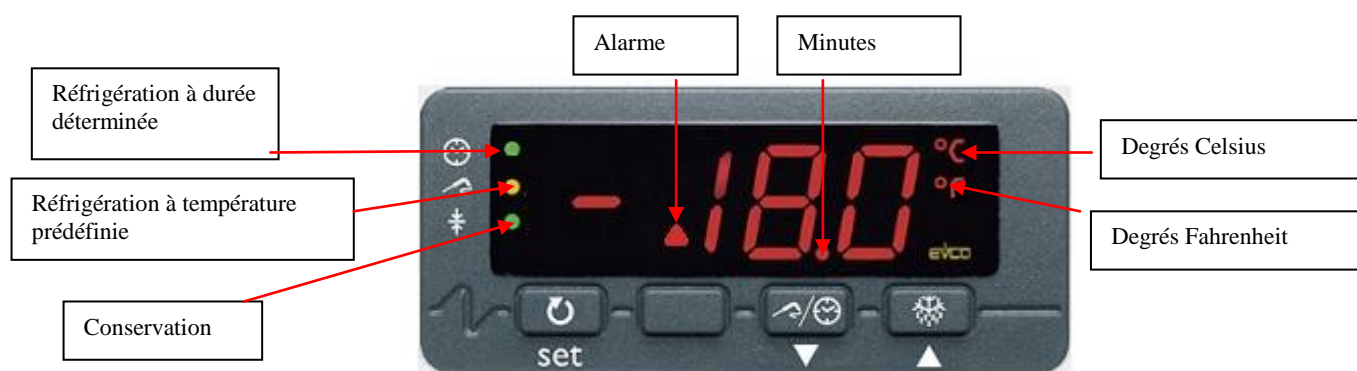 Alarme
Minutes
Réfrigération à durée
déterminée
Réfrigération à température
prédéfinie
Conservation
Degrés Celsius
Degrés Fahrenheit
-18.0
°C
°F
evco
set